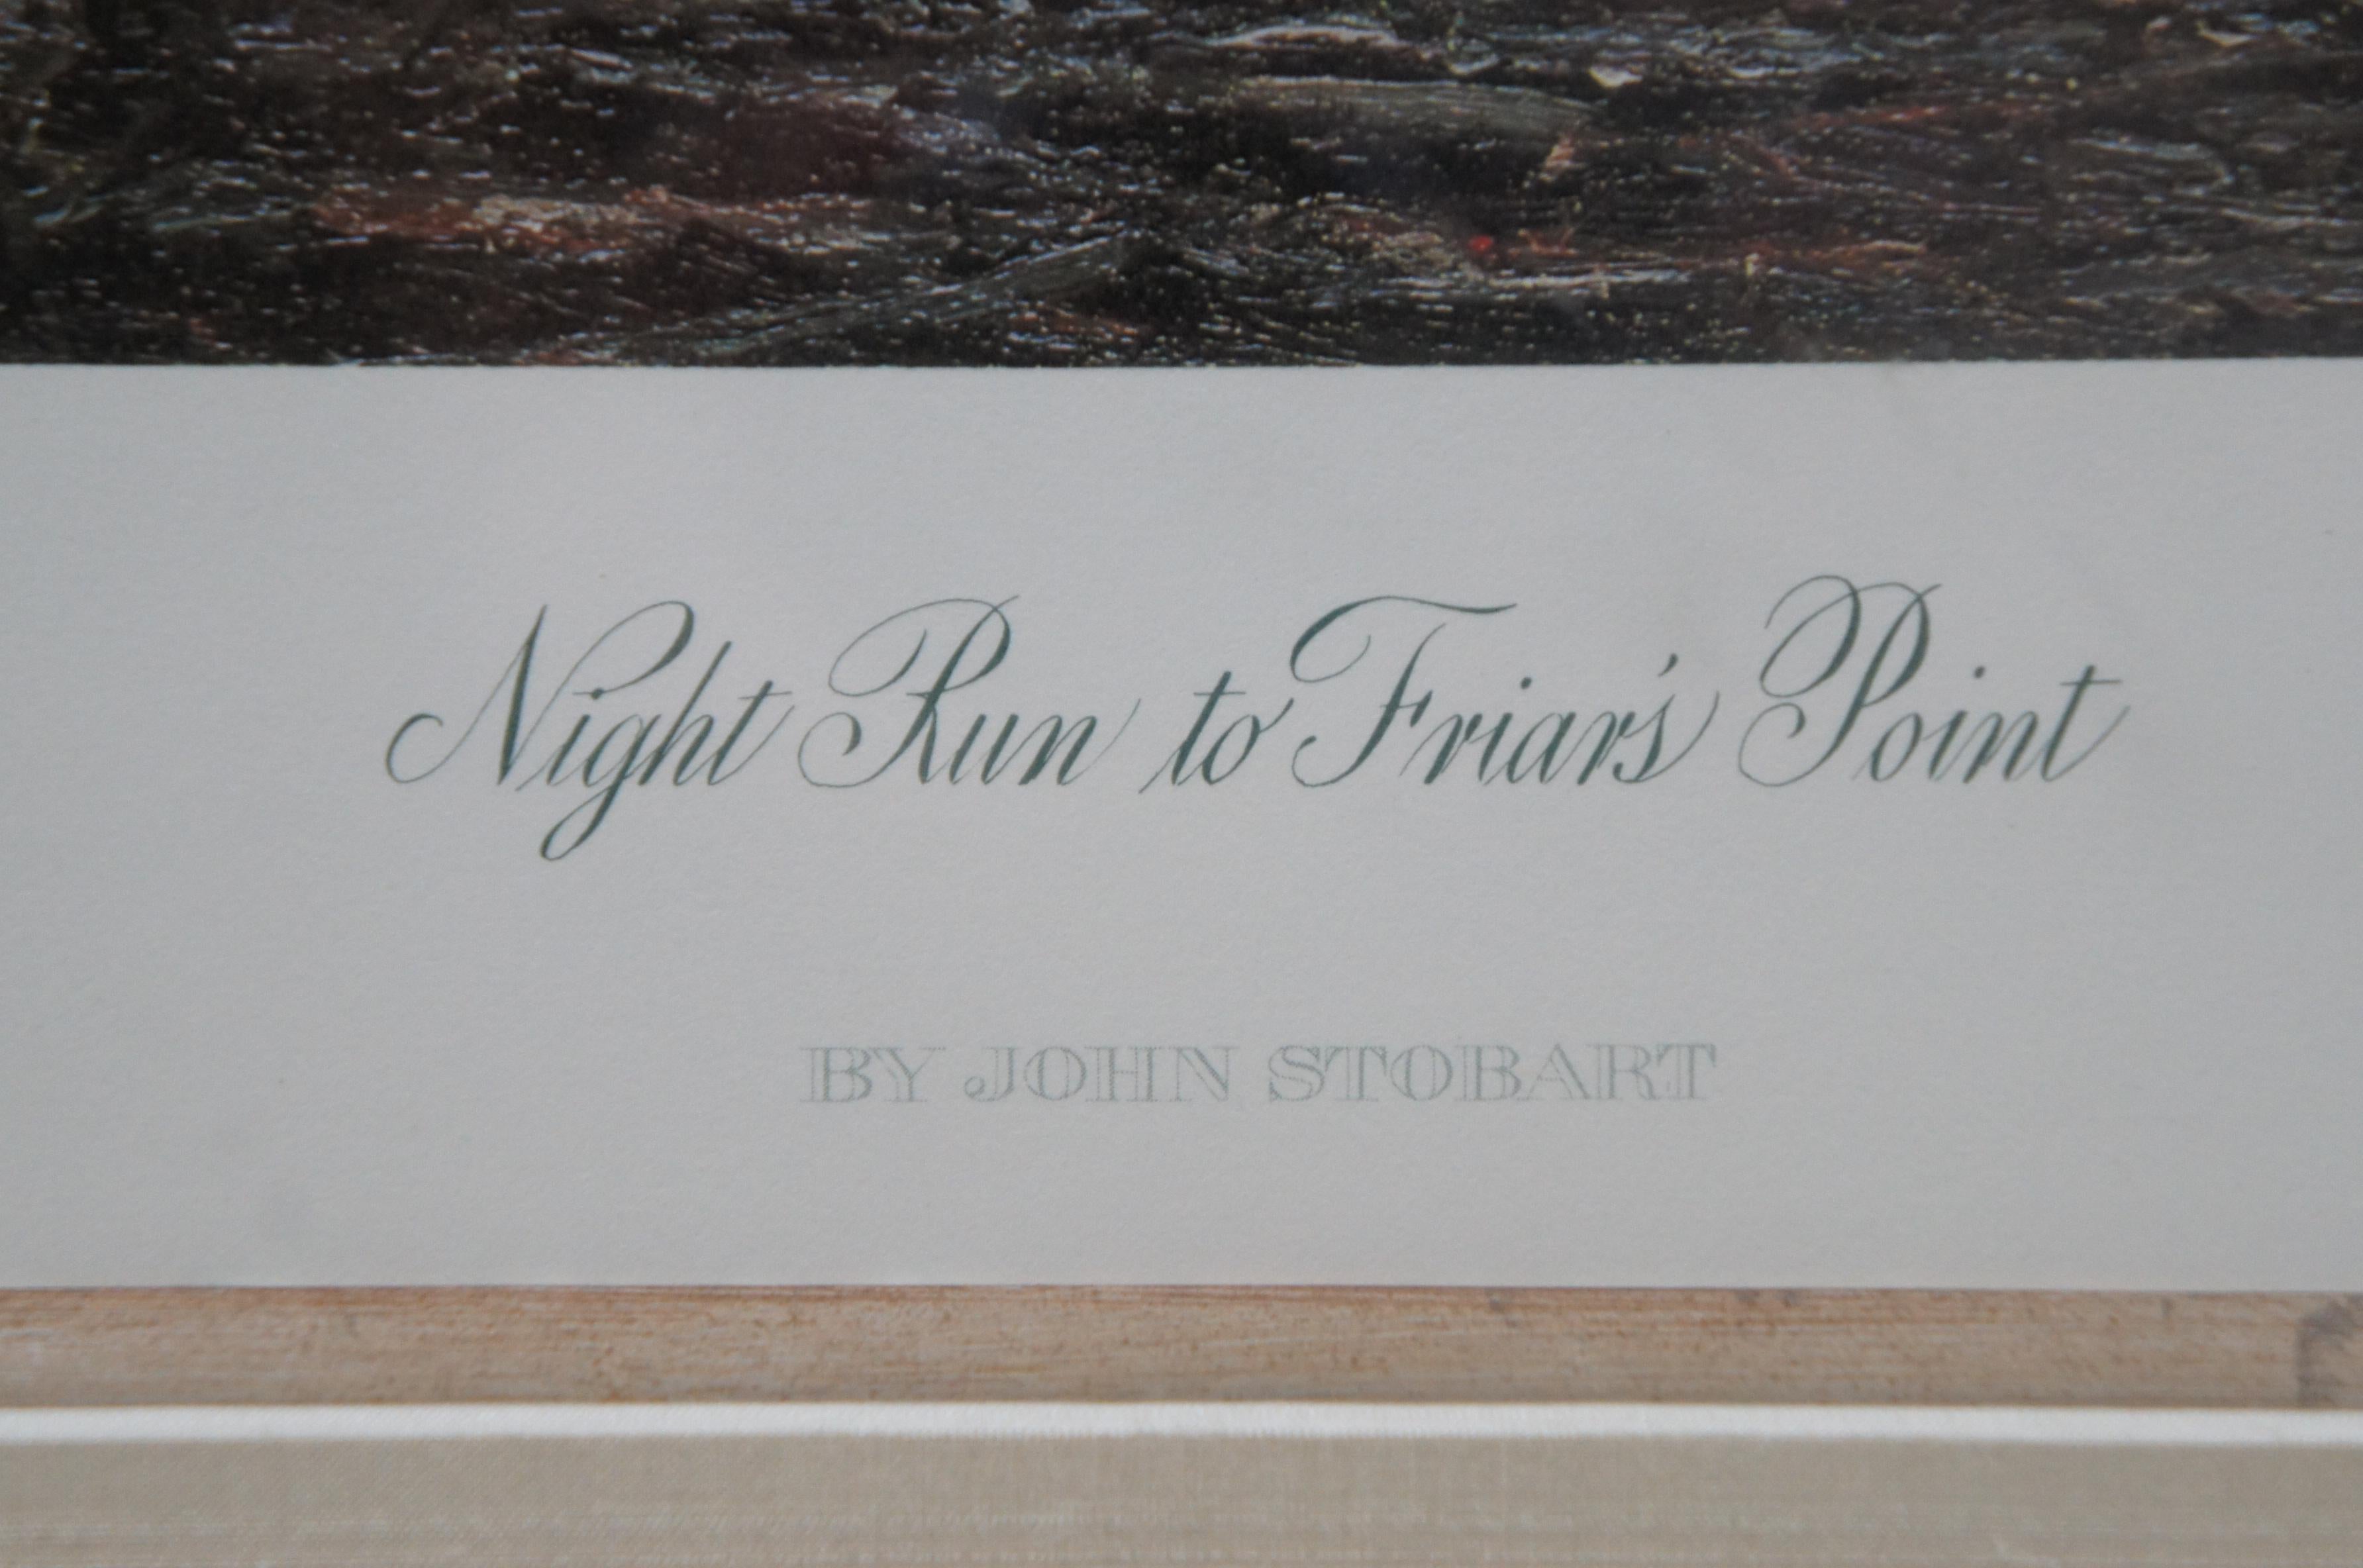 Night Run to Friar's Point
BY JOHN STOBART